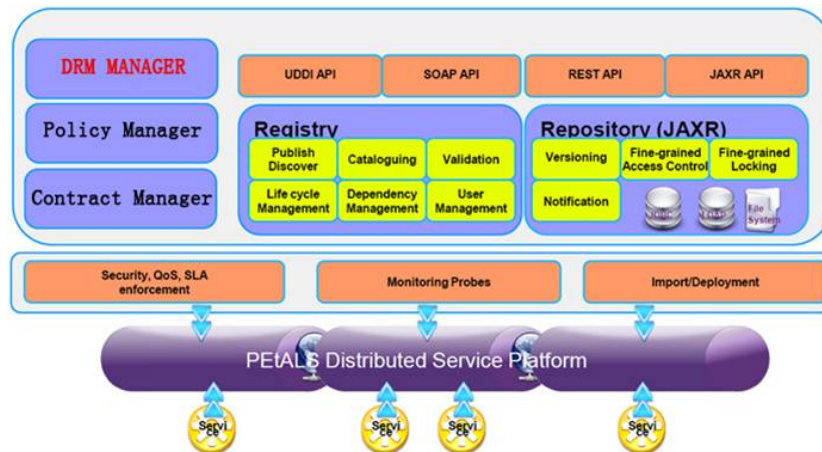 DRM MANAGER
Policy Manager
Contract Manager
UDDI API
SOAP API
REST API
JAXR API
Registry
Publish
Discover
Cataloguing
Validation
Life cycle
Management
Dependency
Management
User
Management
Repository (JAXR)
Versioning
Fine-grained
Access Control
Fine-grained
Locking
Notification
File
System
Security, QoS, SLA
enforcement
Monitoring Probes
Import/Deployment
PEtALS Distributed Service Platform
Servi
ce
Servi
ce
Servi
ce
Servi
ce